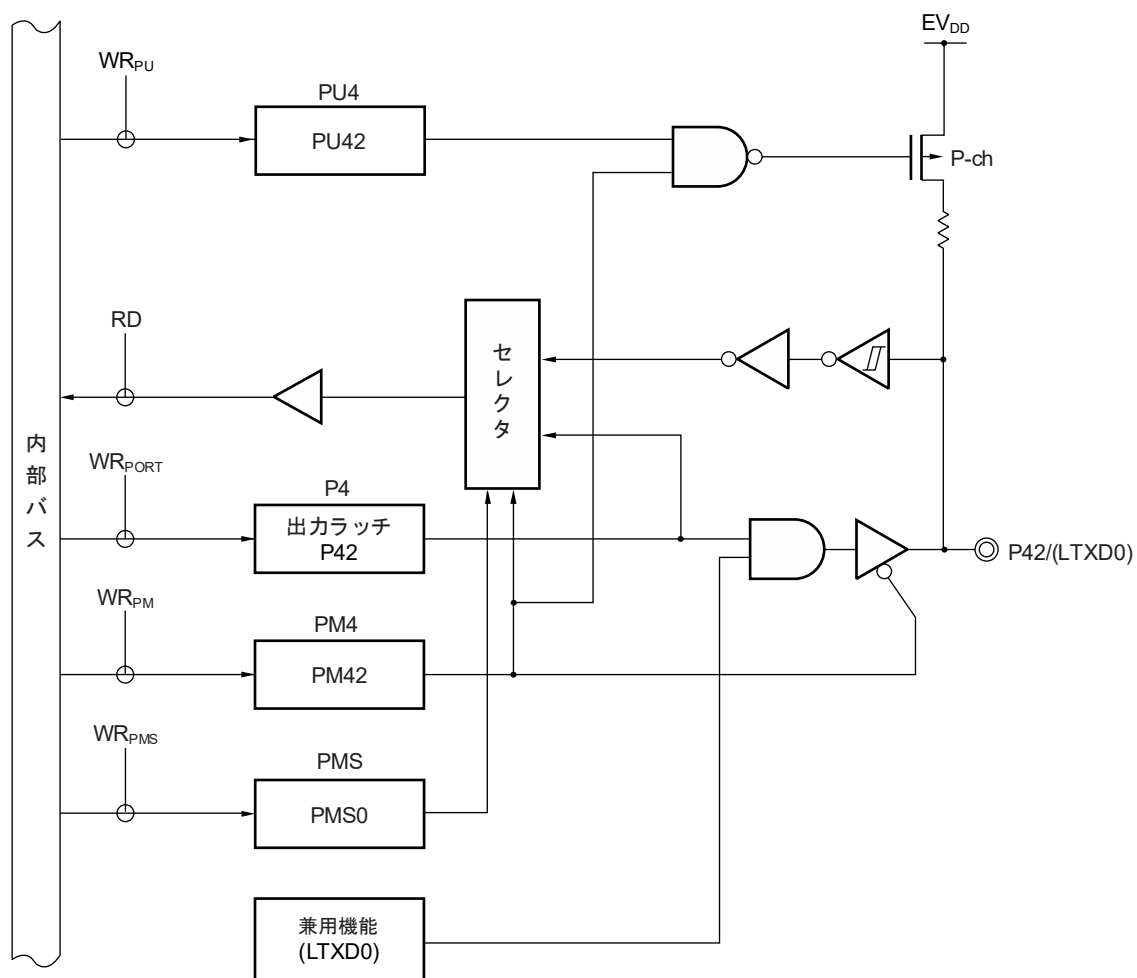 EVDD
WRPU
PU4
PU42
P-ch
RD
セレクタ
内部バス
WRPORT
P4
出力ラッチ
P42
P42/(LTXD0)
WRPM
PM4
PM42
WRPMS
PMS
PMS0
兼用機能
(LTXD0)